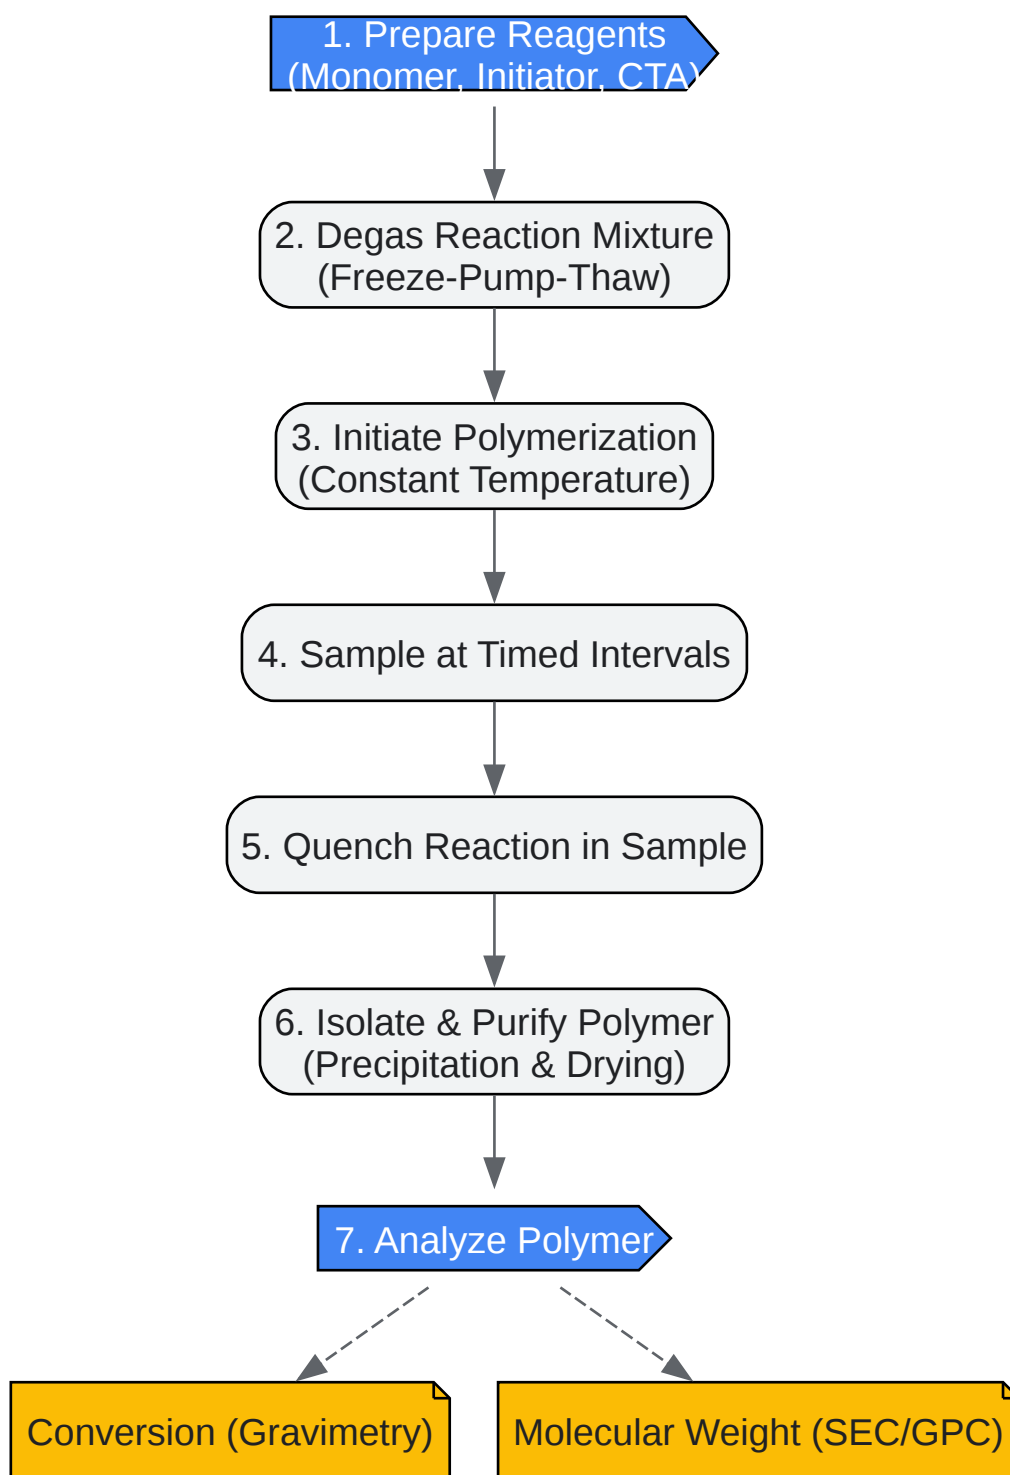 1. Prepare Reagents
(Monomer, Initiator, CTA)
2. Degas Reaction Mixture
(Freeze-Pump-Thaw)
3. Initiate Polymerization
(Constant Temperature)
4. Sample at Timed Intervals
5. Quench Reaction in Sample
6. Isolate & Purify Polymer
(Precipitation & Drying)
7. Analyze Polymer
Conversion (Gravimetry)
Molecular Weight (SEC/GPC)